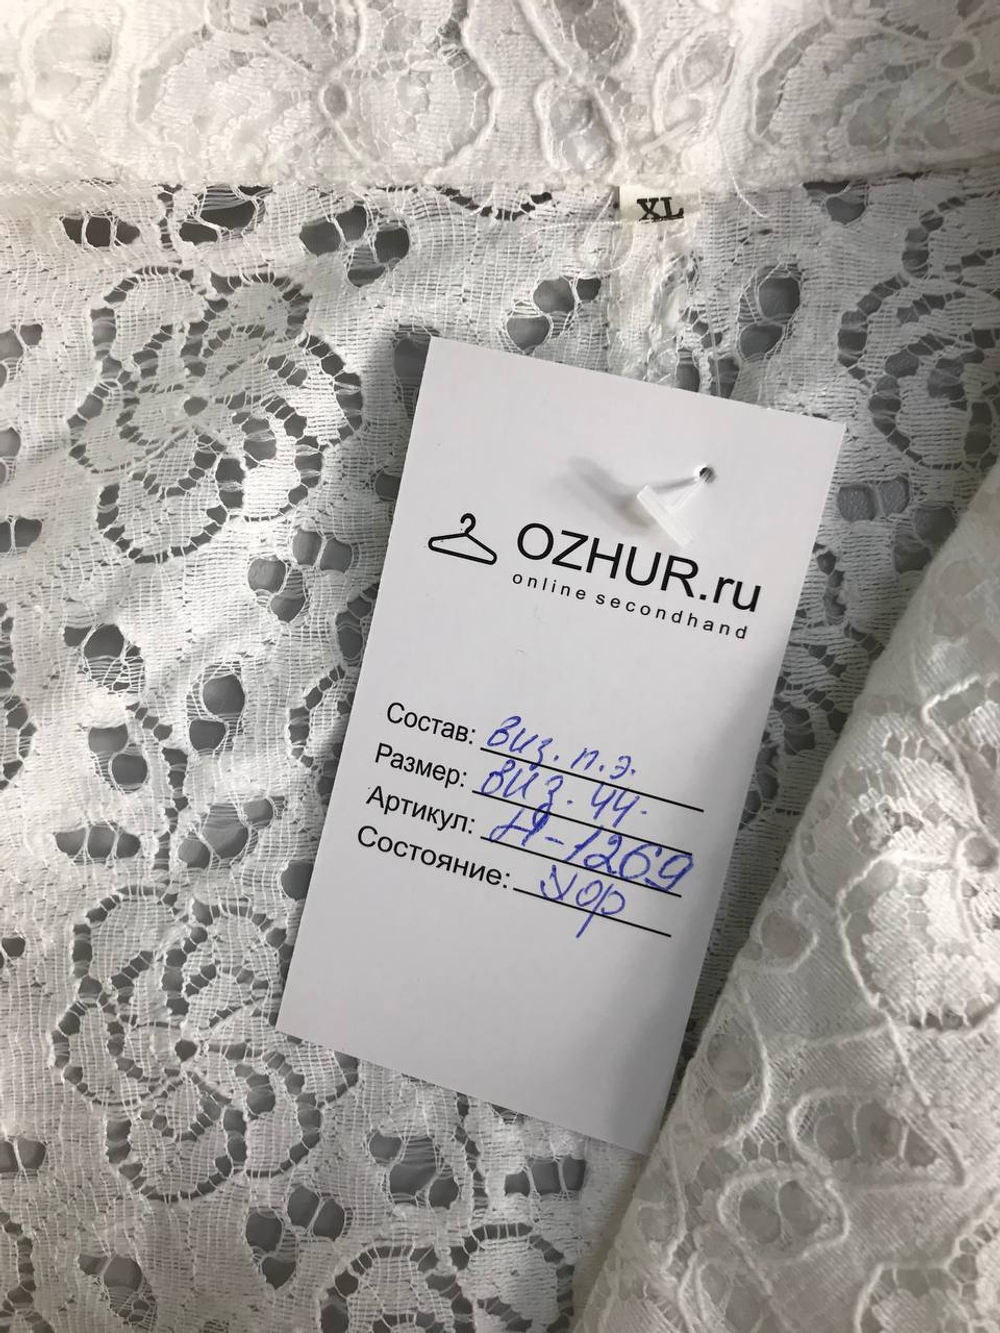 XL
OZHUR.ru
online secondhand
Состав: виз. п.э.
Размер: виз. 44.
Артикул: Н-1269
Состояние: хор